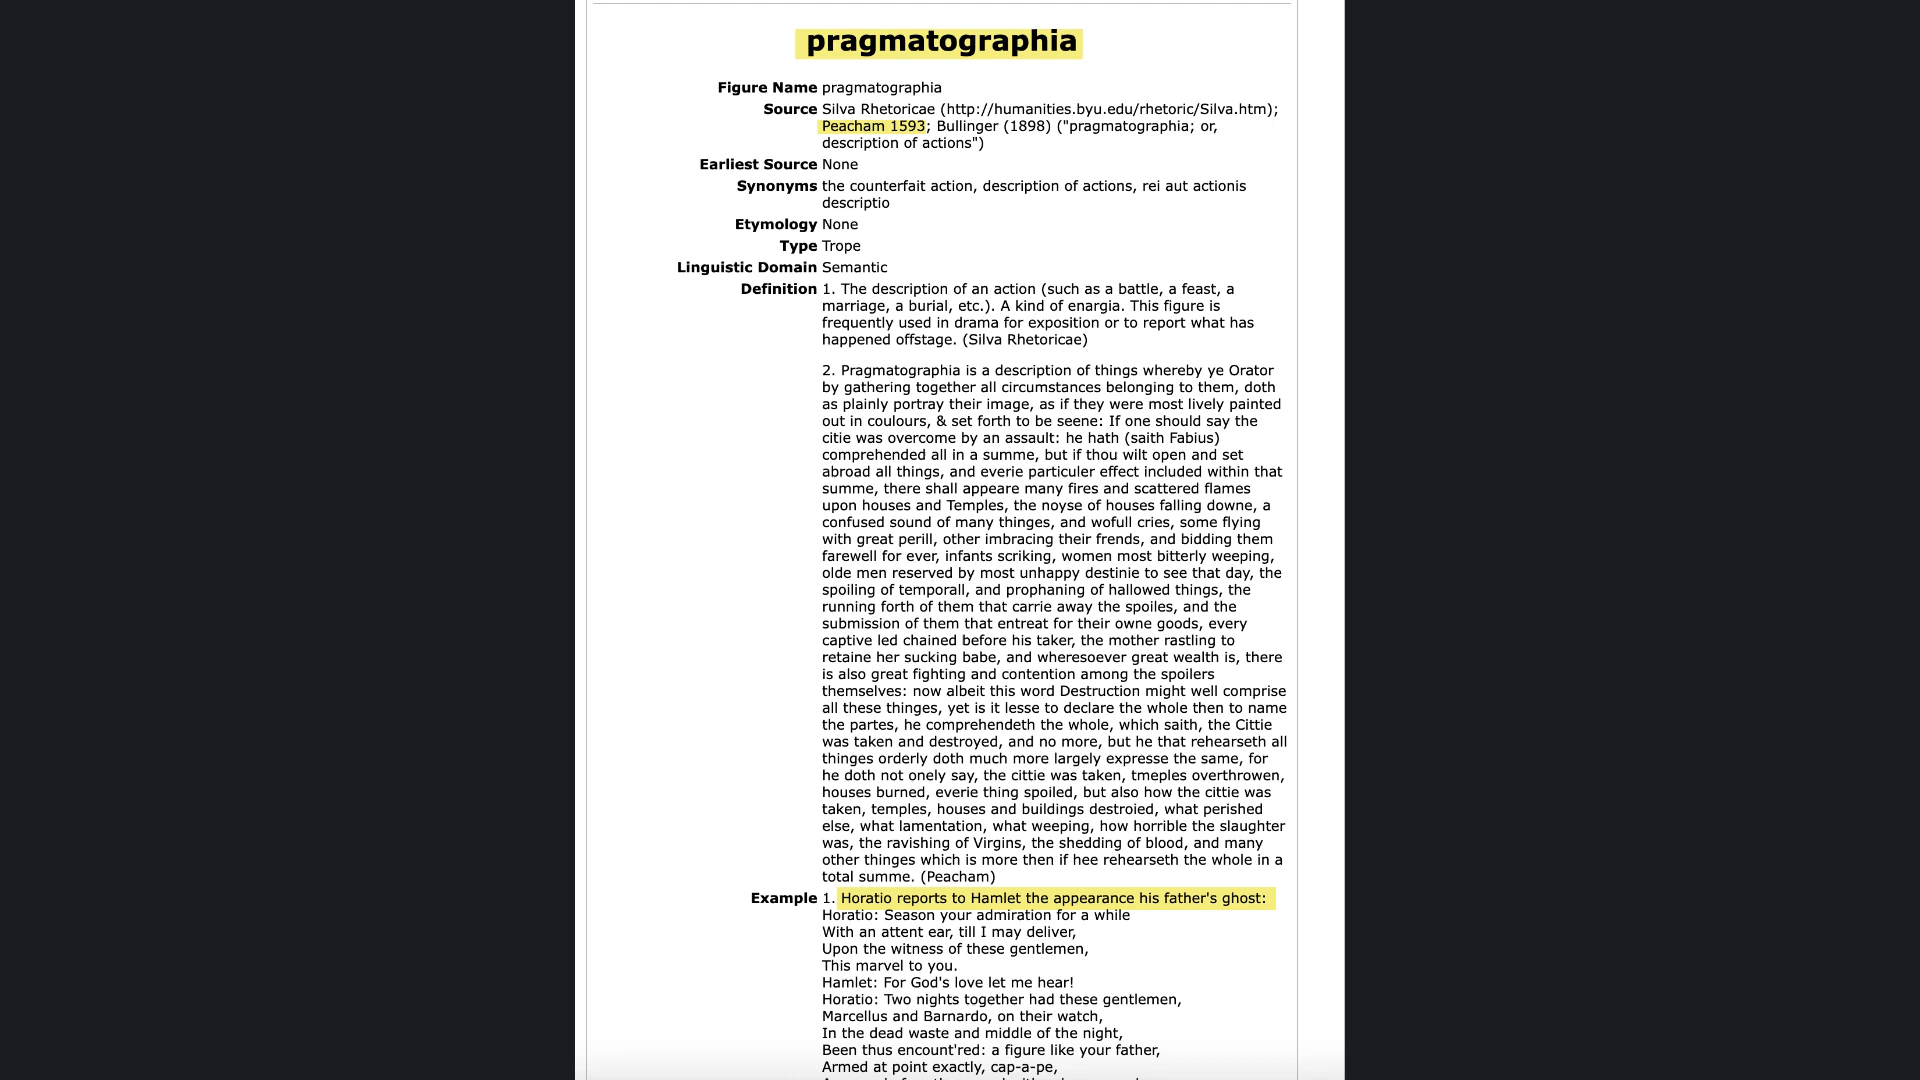 pragmatographia
Figure Name pragmatographia
Source Silva Rhetoricae (http://humanities.byu.edu/rhetoric/Silva.htm);
Peacham 1593; Bullinger (1898) ("pragmatographia; or,
description of actions")
Earliest Source None
Synonyms the counterfait action, description of actions, rei aut actionis
descriptio
Etymology None
Type Trope
Linguistic Domain Semantic
Definition 1. The description of an action (such as a battle, a feast, a
marriage, a burial, etc.). A kind of enargia. This figure is
frequently used in drama for exposition or to report what has
happened offstage. (Silva Rhetoricae)
2. Pragmatographia is a description of things whereby ye Orator
by gathering together all circumstances belonging to them, doth
as plainly portray their image, as if they were most lively painted
out in coulours, & set forth to be seene: If one should say the
citie was overcome by an assault: he hath (saith Fabius)
comprehended all in a summe, but if thou wilt open and set
abroad all things, and everie particuler effect included within that
summe, there shall appeare many fires and scattered flames
upon houses and Temples, the noyse of houses falling downe, a
confused sound of many thinges, and wofull cries, some flying
with great perill, other imbracing their frends, and bidding them
farewell for ever, infants scriking, women most bitterly weeping,
olde men reserved by most unhappy destinie to see that day, the
spoiling of temporall, and prophaning of hallowed things, the
running forth of them that carrie away the spoiles, and the
submission of them that entreat for their owne goods, every
captive led chained before his taker, the mother rastling to
retaine her sucking babe, and wheresoever great wealth is, there
is also great fighting and contention among the spoilers
themselves: now albeit this word Destruction might well comprise
all these things, yet is it lesse to declare the whole then to name
the partes, he comprehendeth the whole, which saith, the Cittie
was taken and destroyed, and no more, but he that rehearseth all
thinges orderly doth much more largely expresse the same, for
he doth not onely say, the cittie was taken, tmeples overthrowen,
houses burned, everie thing spoiled, but also how the cittie was
taken, temples, houses and buildings destroied, what perished
else, what lamentation, what weeping, how horrible the slaughter
was, the ravishing of Virgins, the shedding of blood, and many
other thinges which is more then if hee rehearseth the whole in a
total summe. (Peacham)
Example 1. Horatio reports to Hamlet the appearance his father's ghost:
Horatio: Season your admiration for a while
With an attent ear, till I may deliver,
Upon the witness of these gentlemen,
This marvel to you.
Hamlet: For God's love let me hear!
Horatio: Two nights together had these gentlemen,
Marcellus and Barnardo, on their watch,
In the dead waste and middle of the night,
Been thus encount'red: a figure like your father,
Armed at point exactly, cap-a-pe,